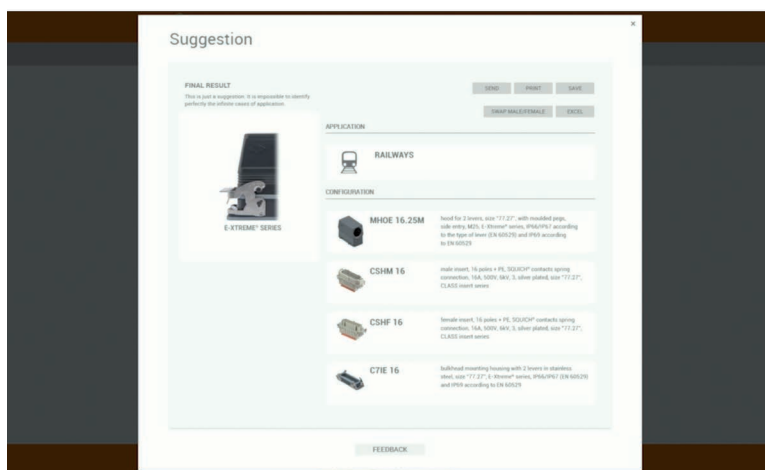 ×
Suggestion
FINAL RESULT
This is just a suggestion. It is impossible to identify
perfectly the infinite cases of application
SEND PRINT SAVE
SWAP MALE/FEMALE EXCEL
E-XTREME® SERIES
APPLICATION
RAILWAYS
CONFIGURATION
MHOE 16.25M
hood for 2 levers, size "77.27", with moulded pegs,
side entry, M25, E-Xtreme® series, IP66/IP67 according
to the type of lever (EN 60529) and IP69 according
to EN 60529
CSHM 16
male insert, 16 poles + PE, SQUICH® contacts spring
connection, 16A, 500V, 6kV, 3, silver plated, size "77.27",
CLASS insert series
CSHF 16
female insert, 16 poles + PE, SQUICH® contacts spring
connection, 16A, 500V, 6kV, 3, silver plated, size "77.27",
CLASS insert series
C7IE 16
bulkhead mounting housing with 2 levers in stainless
steel, size "77.27", E-Xtreme® series, IP66/IP67 (EN 60529)
and IP69 according to EN 60529
FEEDBACK